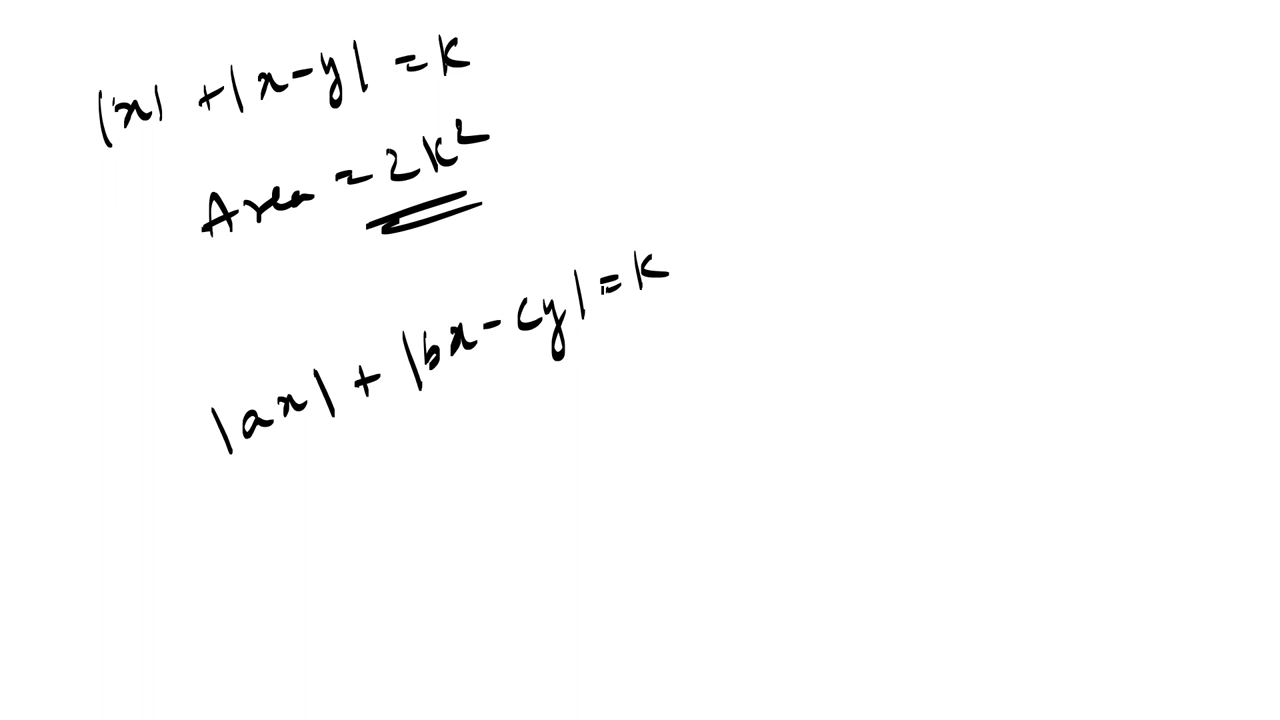 |x| + |x-y| = k
Area = 2k²
|ax| + |bx-cy| = k